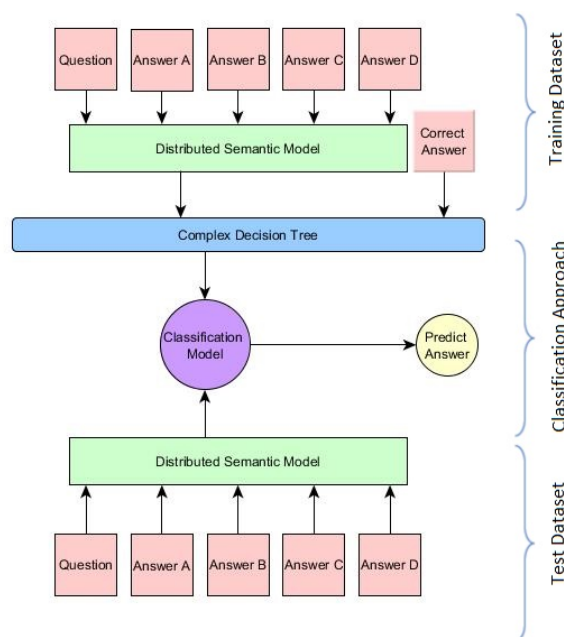 Question
Answer A
Answer B
Answer C
Answer D
Distributed Semantic Model
Correct
Answer
Training Dataset
Complex Decision Tree
Classification
Model
Predict
Answer
Classification Approach
Distributed Semantic Model
Question
Answer A
Answer B
Answer C
Answer D
Test Dataset